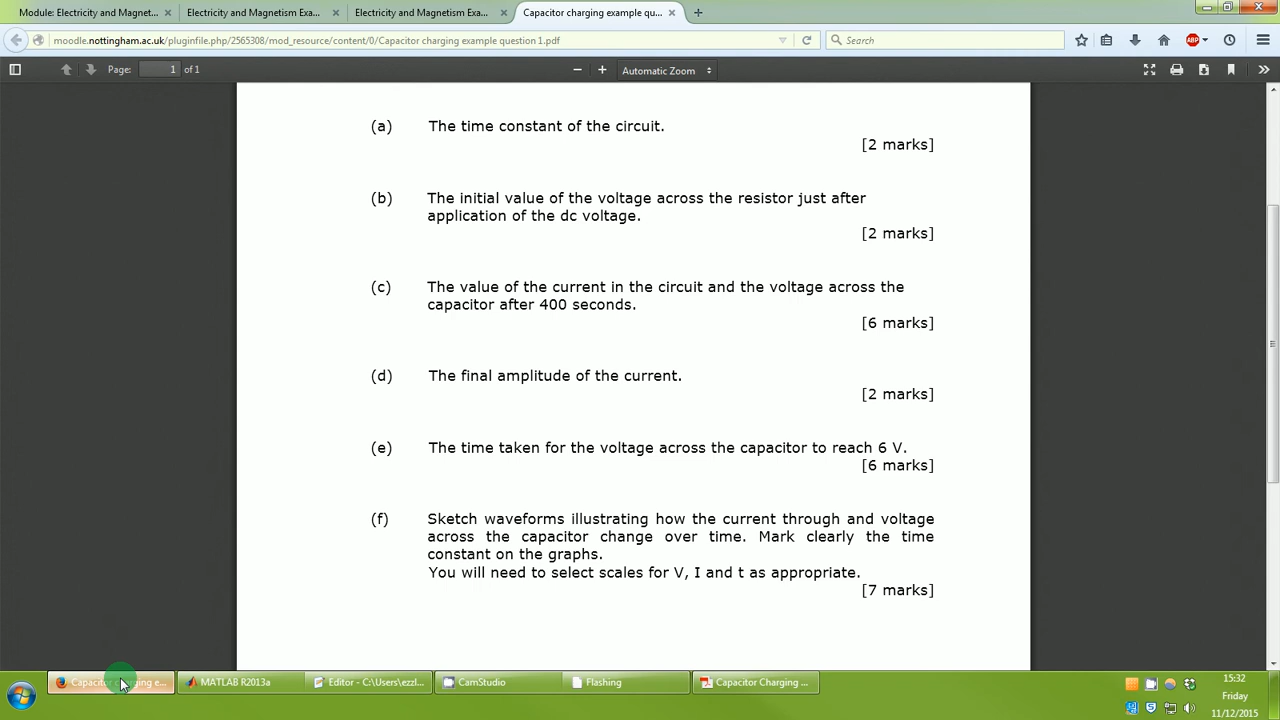 Module: Electricity and Magnet...
Electricity and Magnetism Exa...
Electricity and Magnetism Exa...
Capacitor charging example qu...
moodle.nottingham.ac.uk/pluginfile.php/2565308/mod_resource/content/0/Capacitor charging example question 1.pdf
Search
ABP
Page: 1 of 1
Automatic Zoom
(a) The time constant of the circuit.
[2 marks]
(b) The initial value of the voltage across the resistor just after
application of the dc voltage.
[2 marks]
(c) The value of the current in the circuit and the voltage across the
capacitor after 400 seconds.
[6 marks]
(d) The final amplitude of the current.
[2 marks]
(e) The time taken for the voltage across the capacitor to reach 6 V.
[6 marks]
(f) Sketch waveforms illustrating how the current through and voltage
across the capacitor change over time. Mark clearly the time
constant on the graphs.
You will need to select scales for V, I and t as appropriate.
[7 marks]
Capacitor charging e...
MATLAB R2013a
Editor - C:\Users\ezzl...
CamStudio
Flashing
Capacitor Charging ...
15:32
Friday
11/12/2015